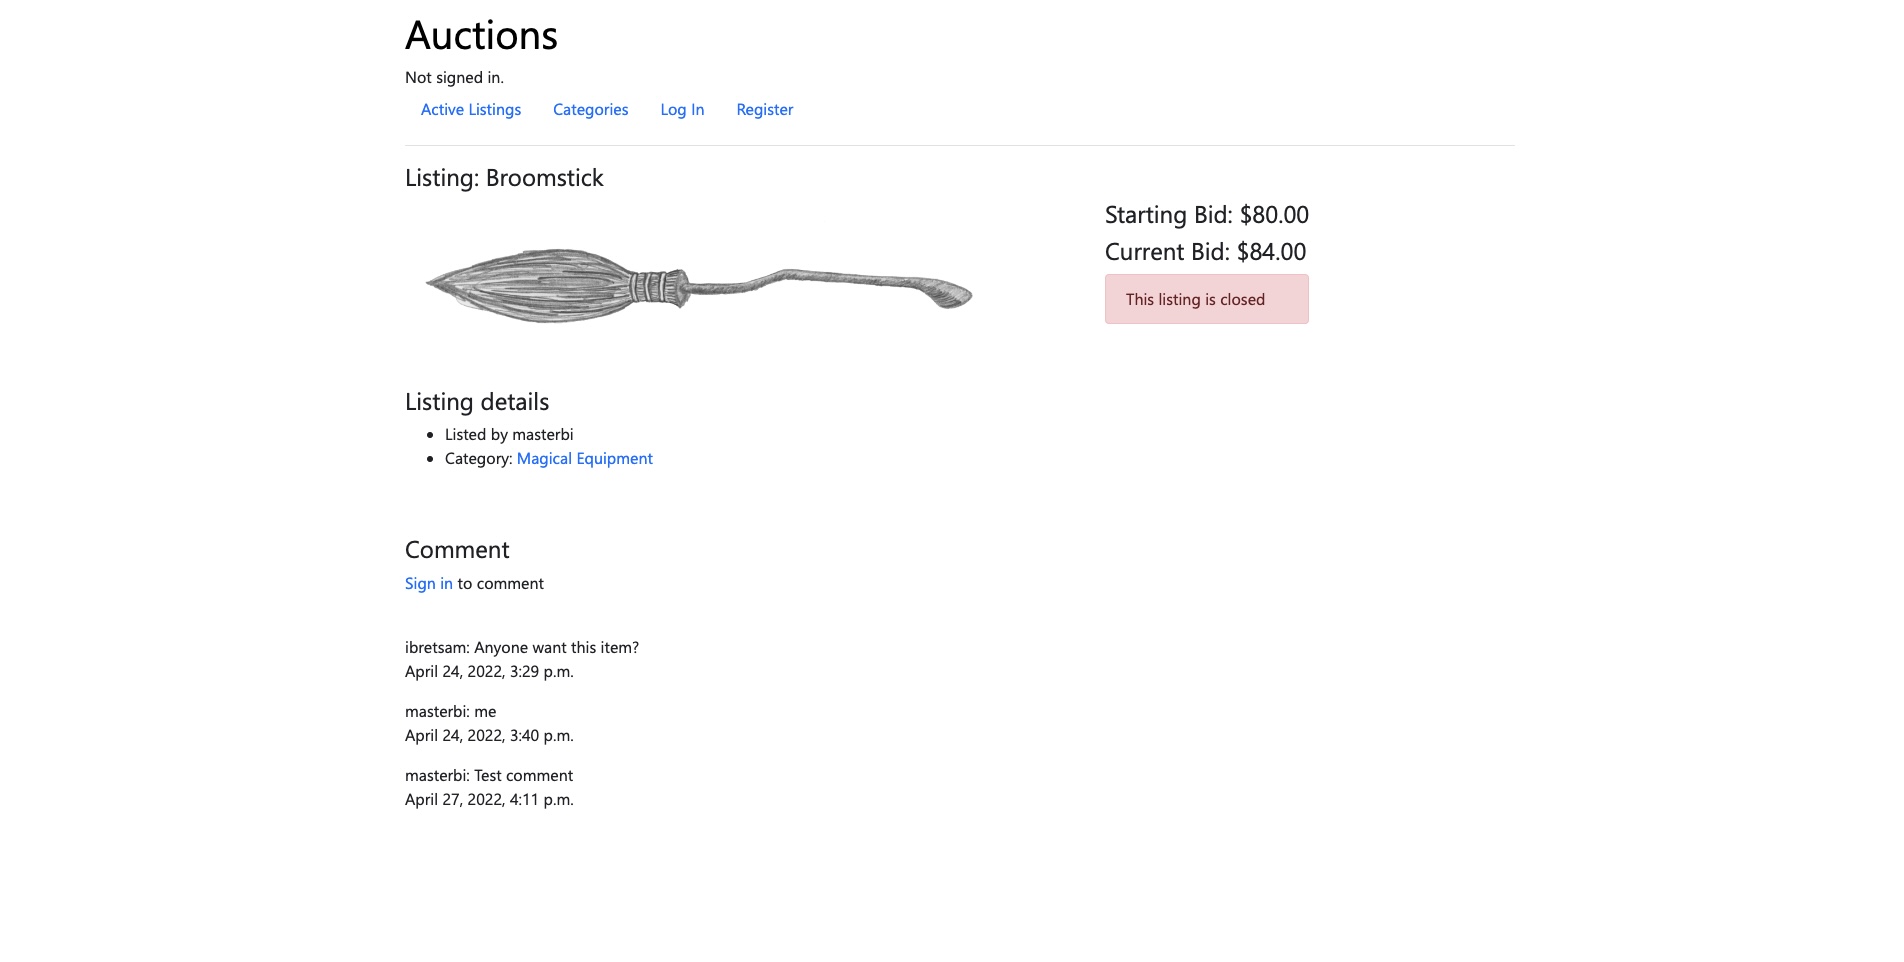 Auctions
Not signed in.
Active Listings Categories Log In Register
Listing: Broomstick
Starting Bid: $80.00
Current Bid: $84.00
This listing is closed
Listing details
Listed by masterbi
Category: Magical Equipment
Comment
Sign in to comment
ibretsam: Anyone want this item?
April 24, 2022, 3:29 p.m.
masterbi: me
April 24, 2022, 3:40 p.m.
masterbi: Test comment
April 27, 2022, 4:11 p.m.